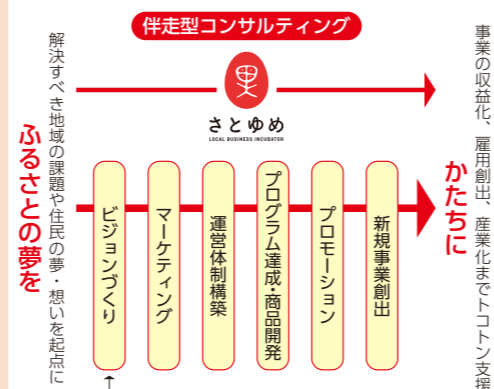 伴走型コンサルティング
解決すべき地域の課題や住民の夢・想いを起点に
ふるさとの夢を
さとゆめ
LOCAL BUSINESS INCUBATOR
ビジョンづくり
マーケティング
運営体制構築
プログラム達成・商品開発
プロモーション
新規事業創出
かたちに
事業の収益化、雇用創出、産業化までトコトン支援
↑